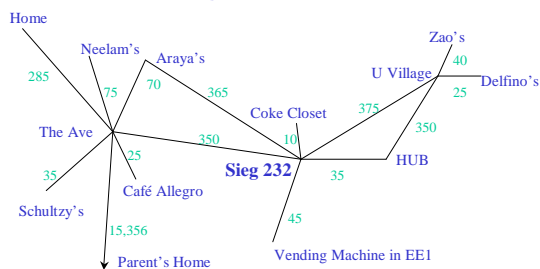 Home
Zao's
Neelam's
Araya's
40
U Village
Delfino's
285
75
70
365
25
Coke Closet
375
The Ave
10
350
350
Sieg 232
HUB
35
25
35
Café Allegro
Schultzy's
45
15,356
Vending Machine in EE1
Parent's Home